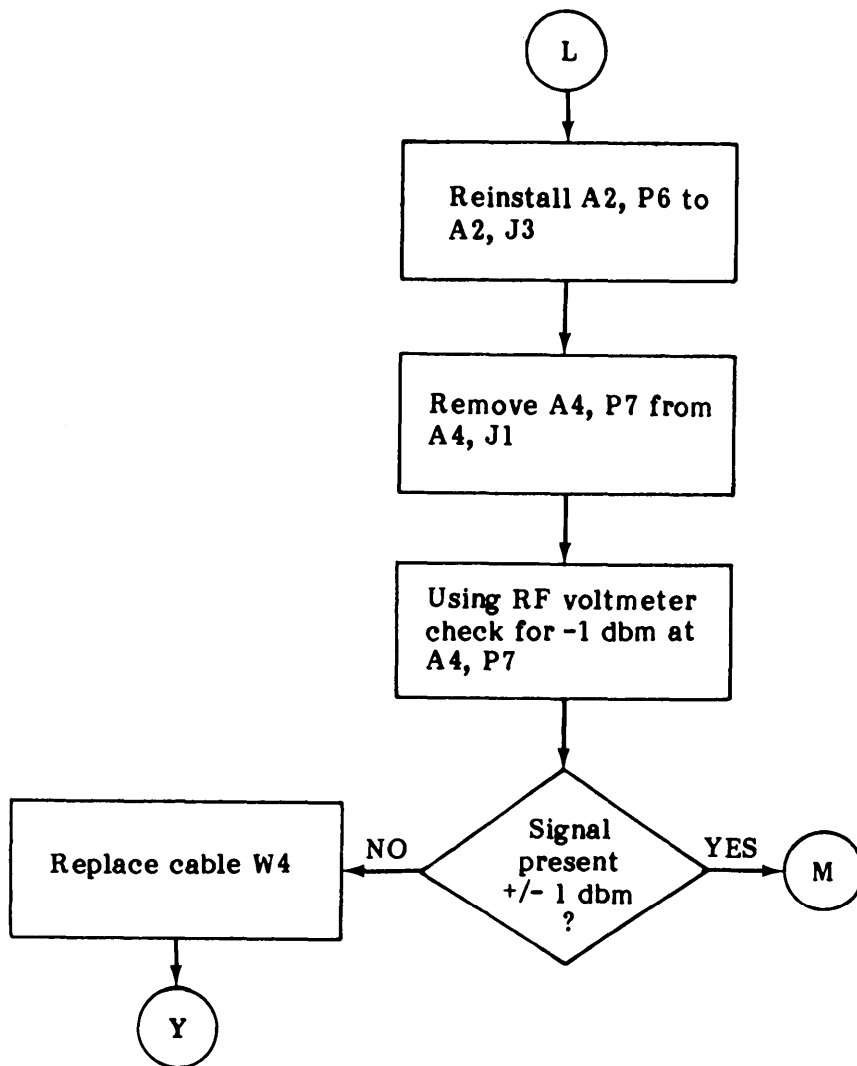 L
Reinstall A2, P6 to
A2, J3
Remove A4, P7 from
A4, J1
Using RF voltmeter
check for -1 dbm at
A4, P7
Signal
present
+/- 1 dbm
?
NO
YES
Replace cable W4
M
Y